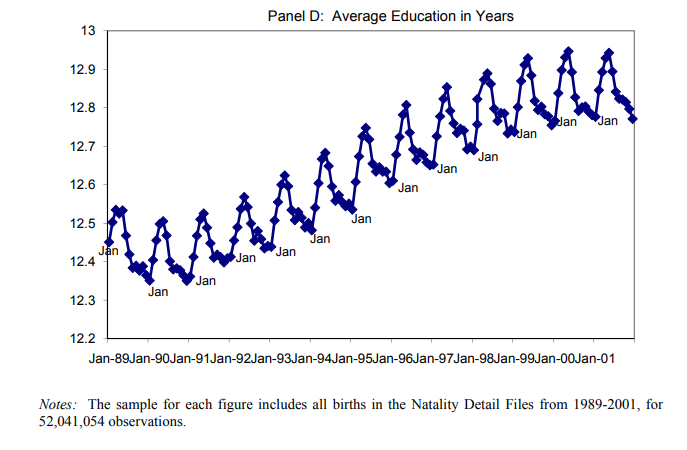 Panel D: Average Education in Years
13
12.9
12.8
12.7
12.6
12.5
12.4
12.3
12.2
Jan
Jan
Jan
Jan
Jan
Jan
Jan
Jan
Jan
Jan
Jan
Jan
Jan
Jan-89Jan-90Jan-91Jan-92Jan-93Jan-94Jan-95Jan-96Jan-97Jan-98Jan-99Jan-00Jan-01
Notes: The sample for each figure includes all births in the Natality Detail Files from 1989-2001, for
52,041,054 observations.